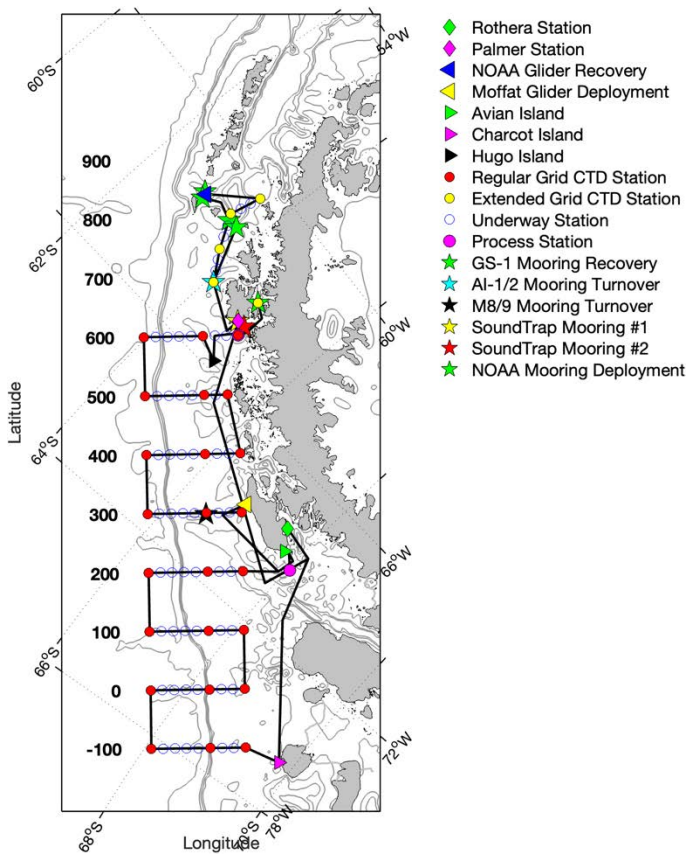 54°W
60°S
900
800
62°S
700
600
60°W
500
Latitude
400
64°S
300
66°W
200
100
66°S
0
-100
72°W
68°S
70°S
78°W
Longitude
Rothera Station
Palmer Station
NOAA Glider Recovery
Moffat Glider Deployment
Avian Island
Charcot Island
Hugo Island
Regular Grid CTD Station
Extended Grid CTD Station
Underway Station
Process Station
GS-1 Mooring Recovery
AI-1/2 Mooring Turnover
M8/9 Mooring Turnover
SoundTrap Mooring #1
SoundTrap Mooring #2
NOAA Mooring Deployment